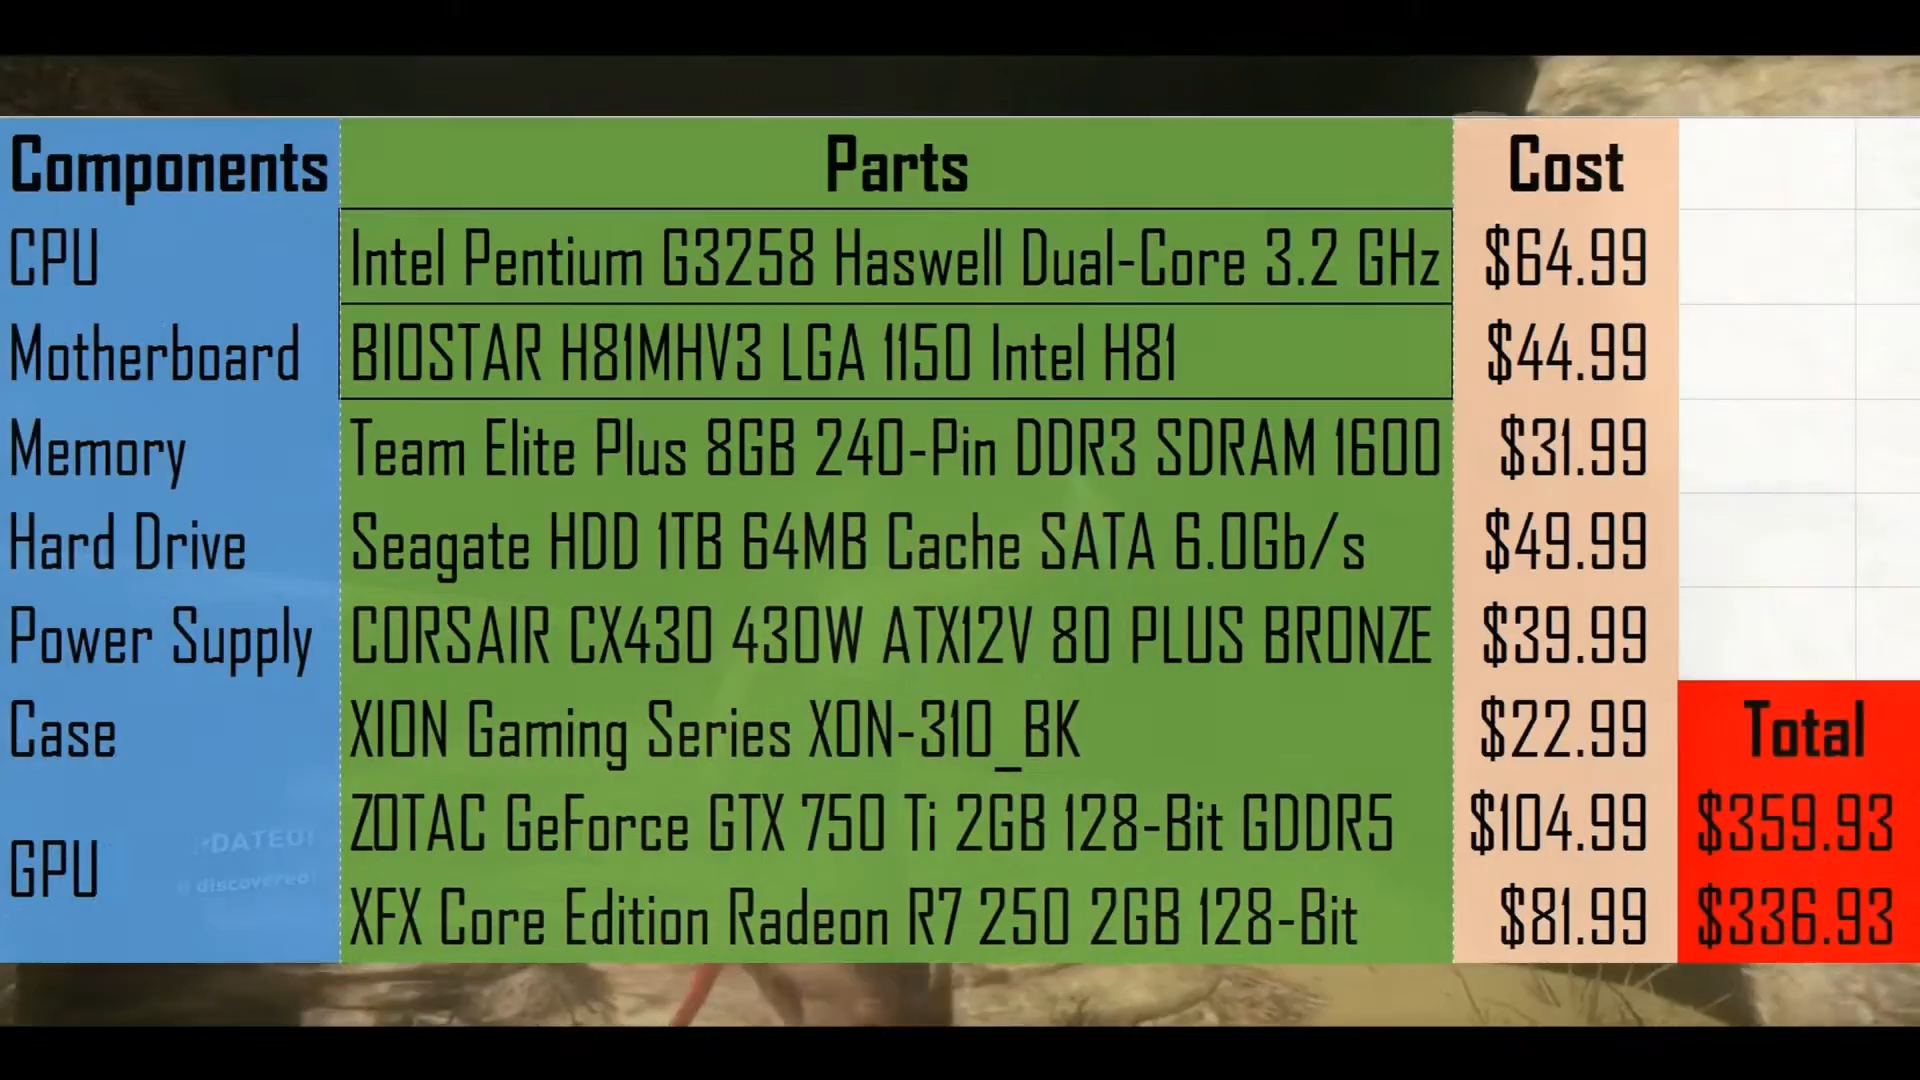 Components Parts Cost
CPU Intel Pentium G3258 Haswell Dual-Core 3.2 GHz $64.99
Motherboard BIOSTAR H81MHV3 LGA 1150 Intel H81 $44.99
Memory Team Elite Plus 8GB 240-Pin DDR3 SDRAM 1600 $31.99
Hard Drive Seagate HDD 1TB 64MB Cache SATA 6.0Gb/s $49.99
Power Supply CORSAIR CX430 430W ATX12V 80 PLUS BRONZE $39.99
Case XION Gaming Series XON-310_BK $22.99 Total
GPU ZOTAC GeForce GTX 750 Ti 2GB 128-Bit GDDR5 $104.99 $359.93
XFX Core Edition Radeon R7 250 2GB 128-Bit $81.99 $336.93
discovered